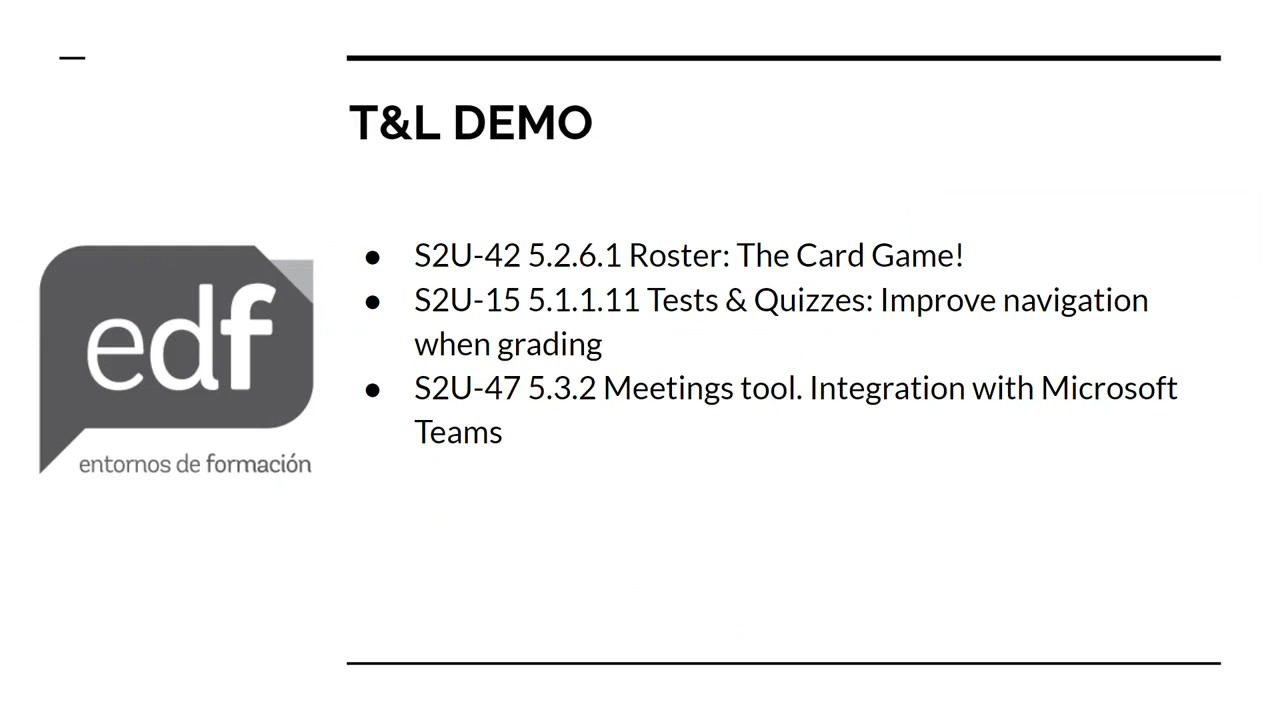 T&L DEMO
● S2U-42 5.2.6.1 Roster: The Card Game!
● S2U-15 5.1.1.11 Tests & Quizzes: Improve navigation
when grading
● S2U-47 5.3.2 Meetings tool. Integration with Microsoft
Teams
edf
entornos de formación